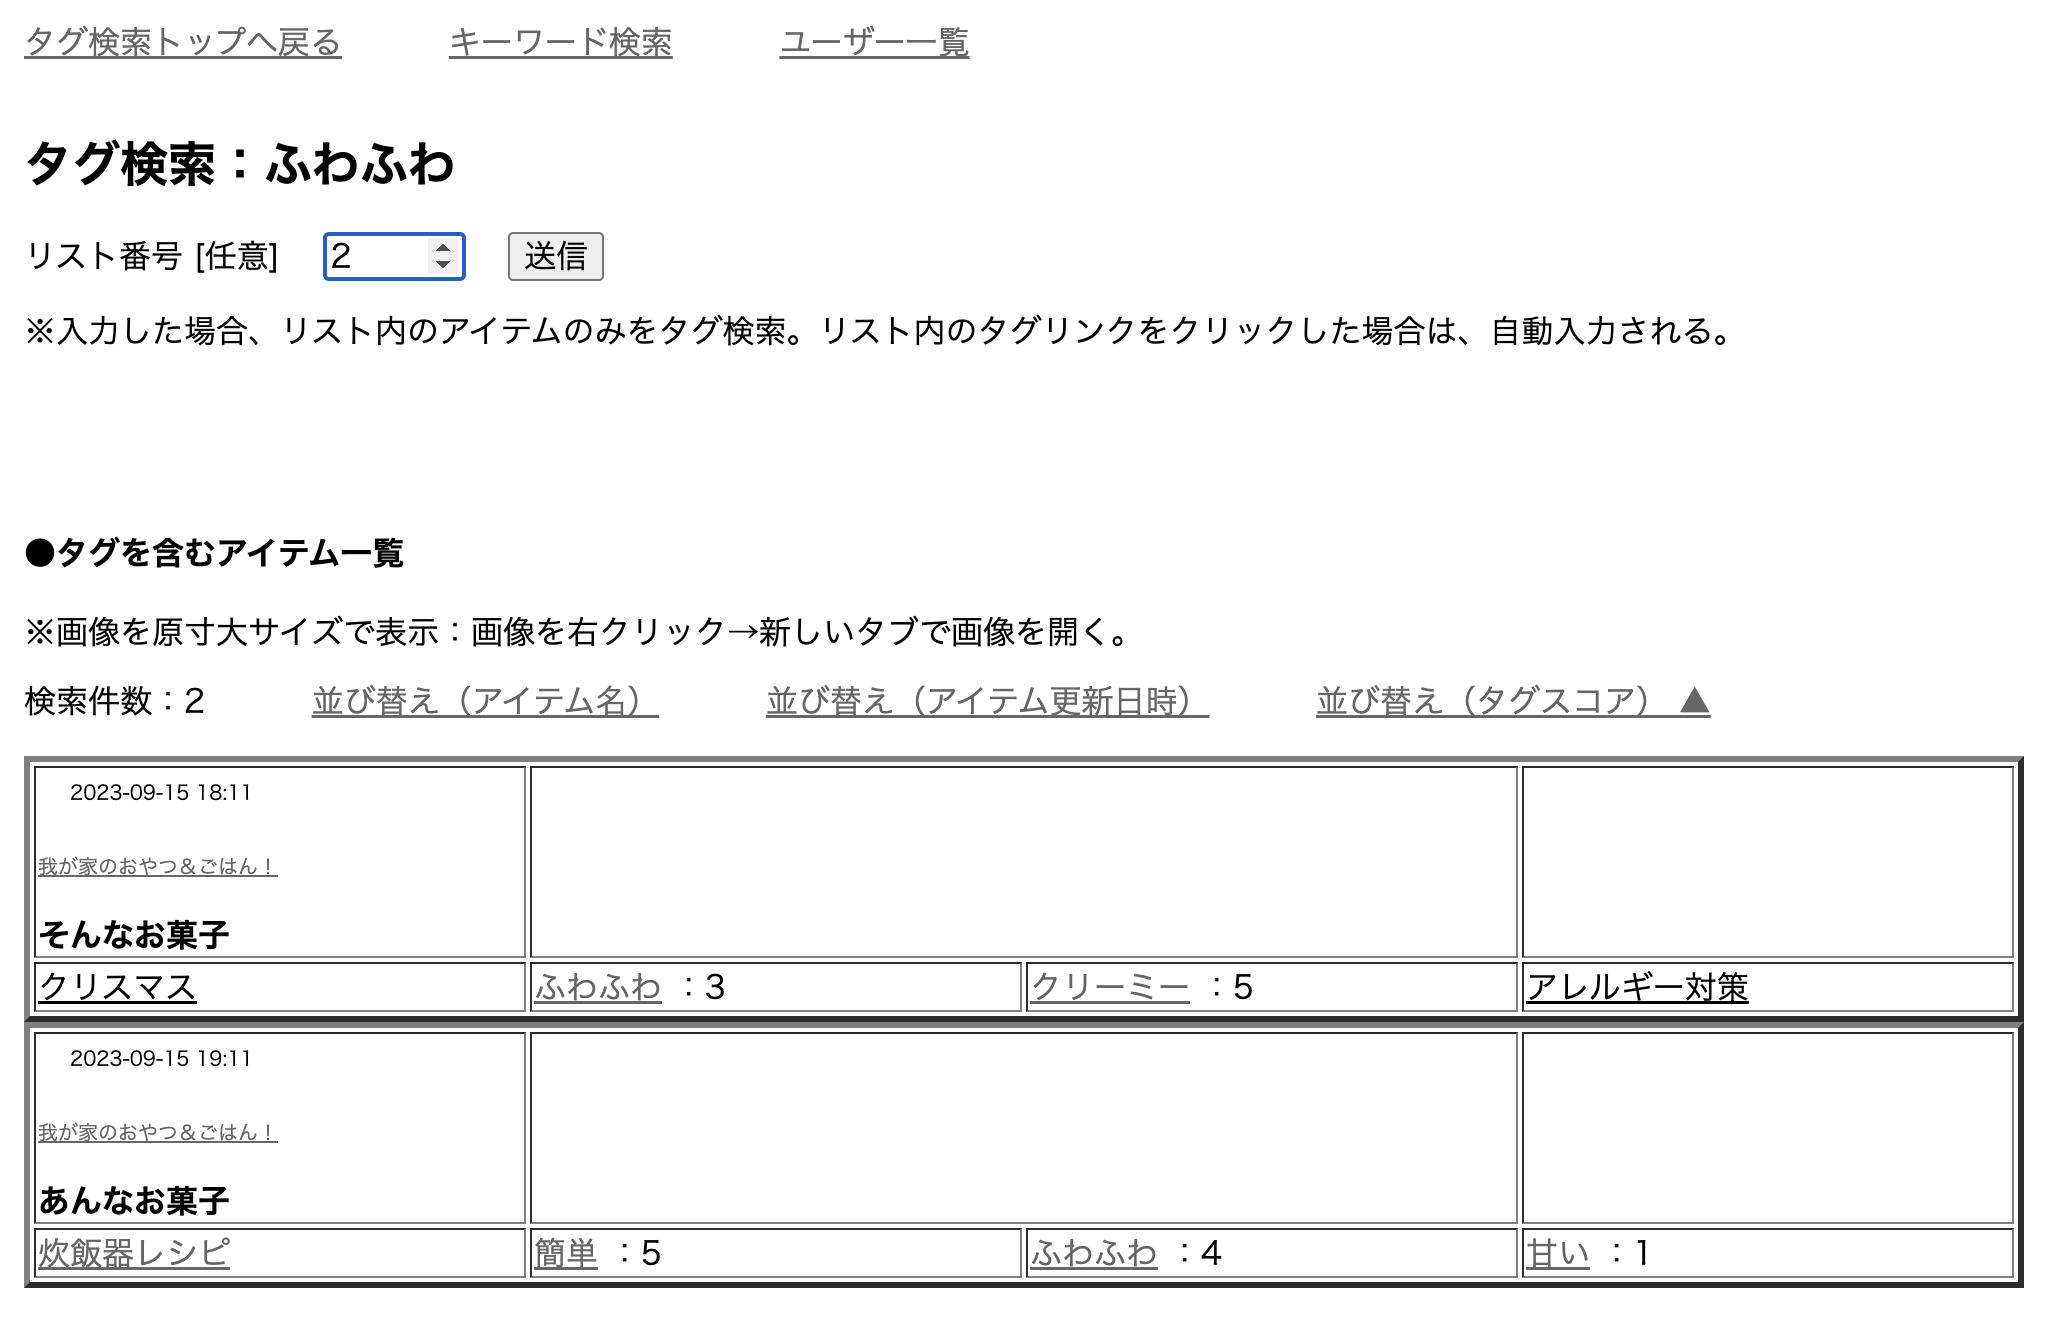 タグ検索トップへ戻る キーワード検索 ユーザー一覧
タグ検索：ふわふわ
リスト番号 [任意] 2 送信
※入力した場合、リスト内のアイテムのみをタグ検索。リスト内のタグリンクをクリックした場合は、自動入力される。
●タグを含むアイテム一覧
※画像を原寸大サイズで表示：画像を右クリック→新しいタブで画像を開く。
検索件数：2 並び替え（アイテム名） 並び替え（アイテム更新日時） 並び替え（タグスコア） ▲
2023-09-15 18:11
我が家のおやつ＆ごはん！
そんなお菓子
クリスマス ふわふわ ：3 クリーミー ：5 アレルギー対策
2023-09-15 19:11
我が家のおやつ＆ごはん！
あんなお菓子
炊飯器レシピ 簡単 ：5 ふわふわ ：4 甘い ：1